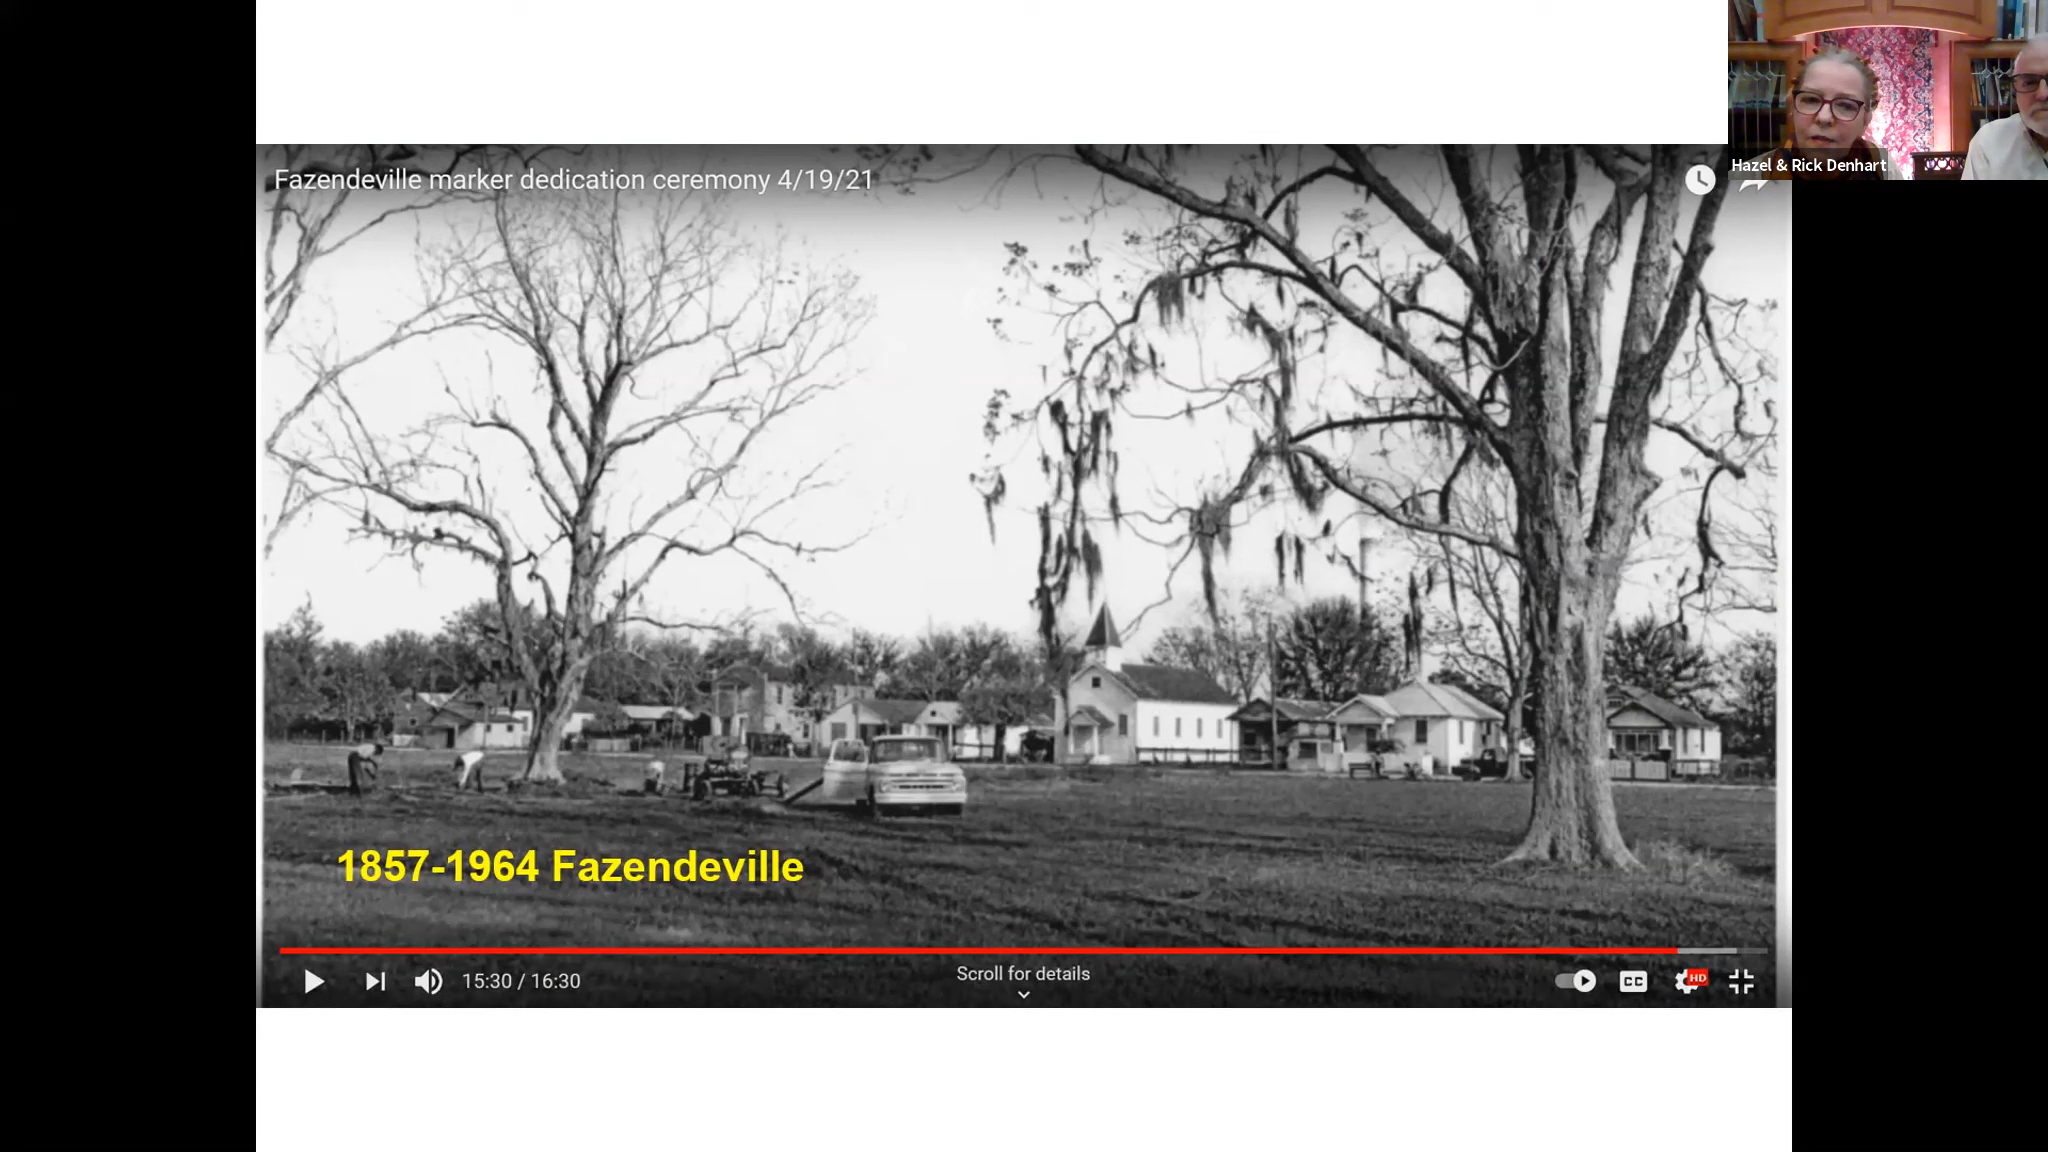 Fazendeville marker dedication ceremony 4/19/21
Hazel & Rick Denhart
1857-1964 Fazendeville
15:30 / 16:30
Scroll for details
CC
HD